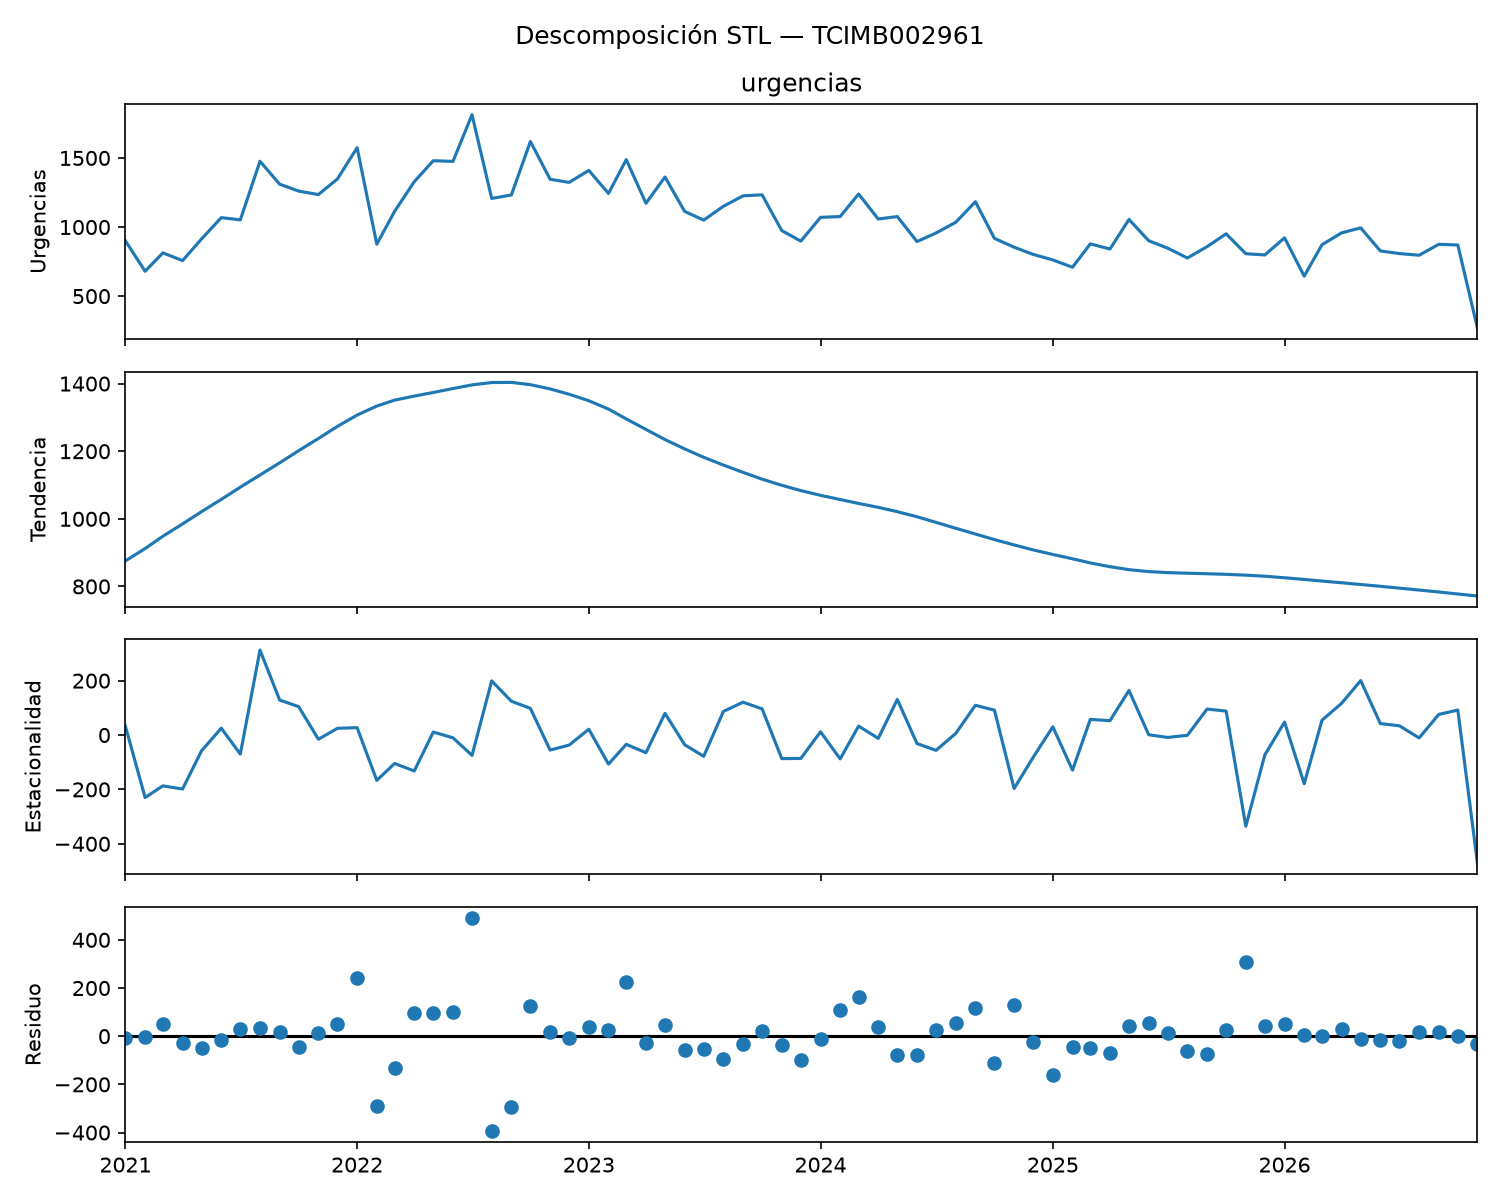 Descomposición STL — TCIMB002961
urgencias
Urgencias
1500
1000
500
Tendencia
1400
1200
1000
800
Estacionalidad
200
0
−200
−400
Residuo
400
200
0
−200
−400
2021 2022 2023 2024 2025 2026